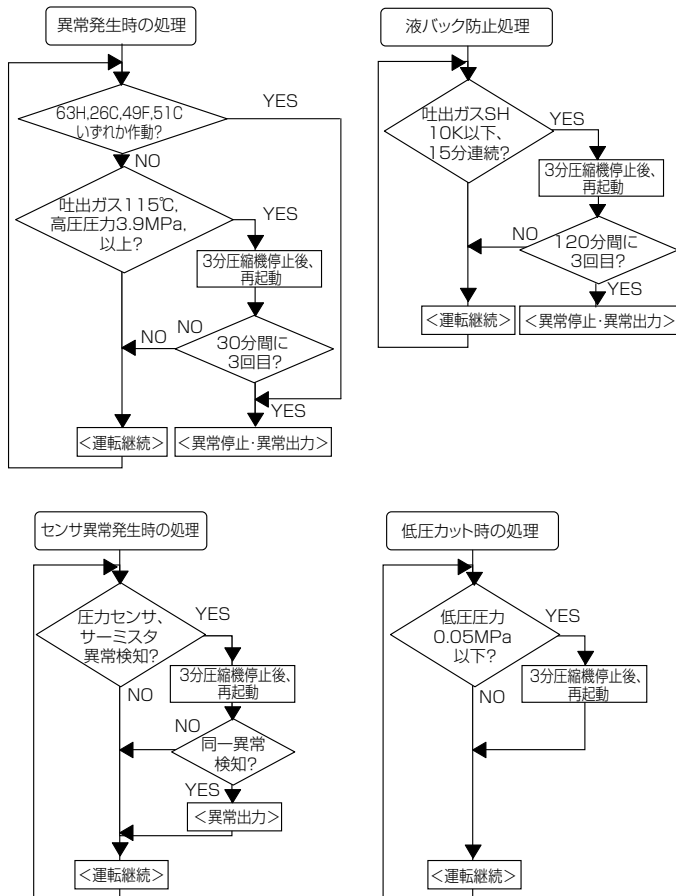 異常発生時の処理
63H,26C,49F,51C
いずれか作動?
YES
NO
吐出ガス115℃,
高圧圧力3.9MPa,
以上?
YES
3分圧縮機停止後、
再起動
NO
NO
30分間に
3回目?
YES
<運転継続>
<異常停止・異常出力>
液バック防止処理
吐出ガスSH
10K以下、
15分連続?
YES
3分圧縮機停止後、
再起動
NO
NO
120分間に
3回目?
YES
<運転継続>
<異常停止・異常出力>
センサ異常発生時の処理
圧力センサ、
サーミスタ
異常検知?
YES
3分圧縮機停止後、
再起動
NO
NO
同一異常
検知?
YES
<異常出力>
<運転継続>
低圧カット時の処理
低圧圧力
0.05MPa
以下?
YES
NO
3分圧縮機停止後、
再起動
<運転継続>